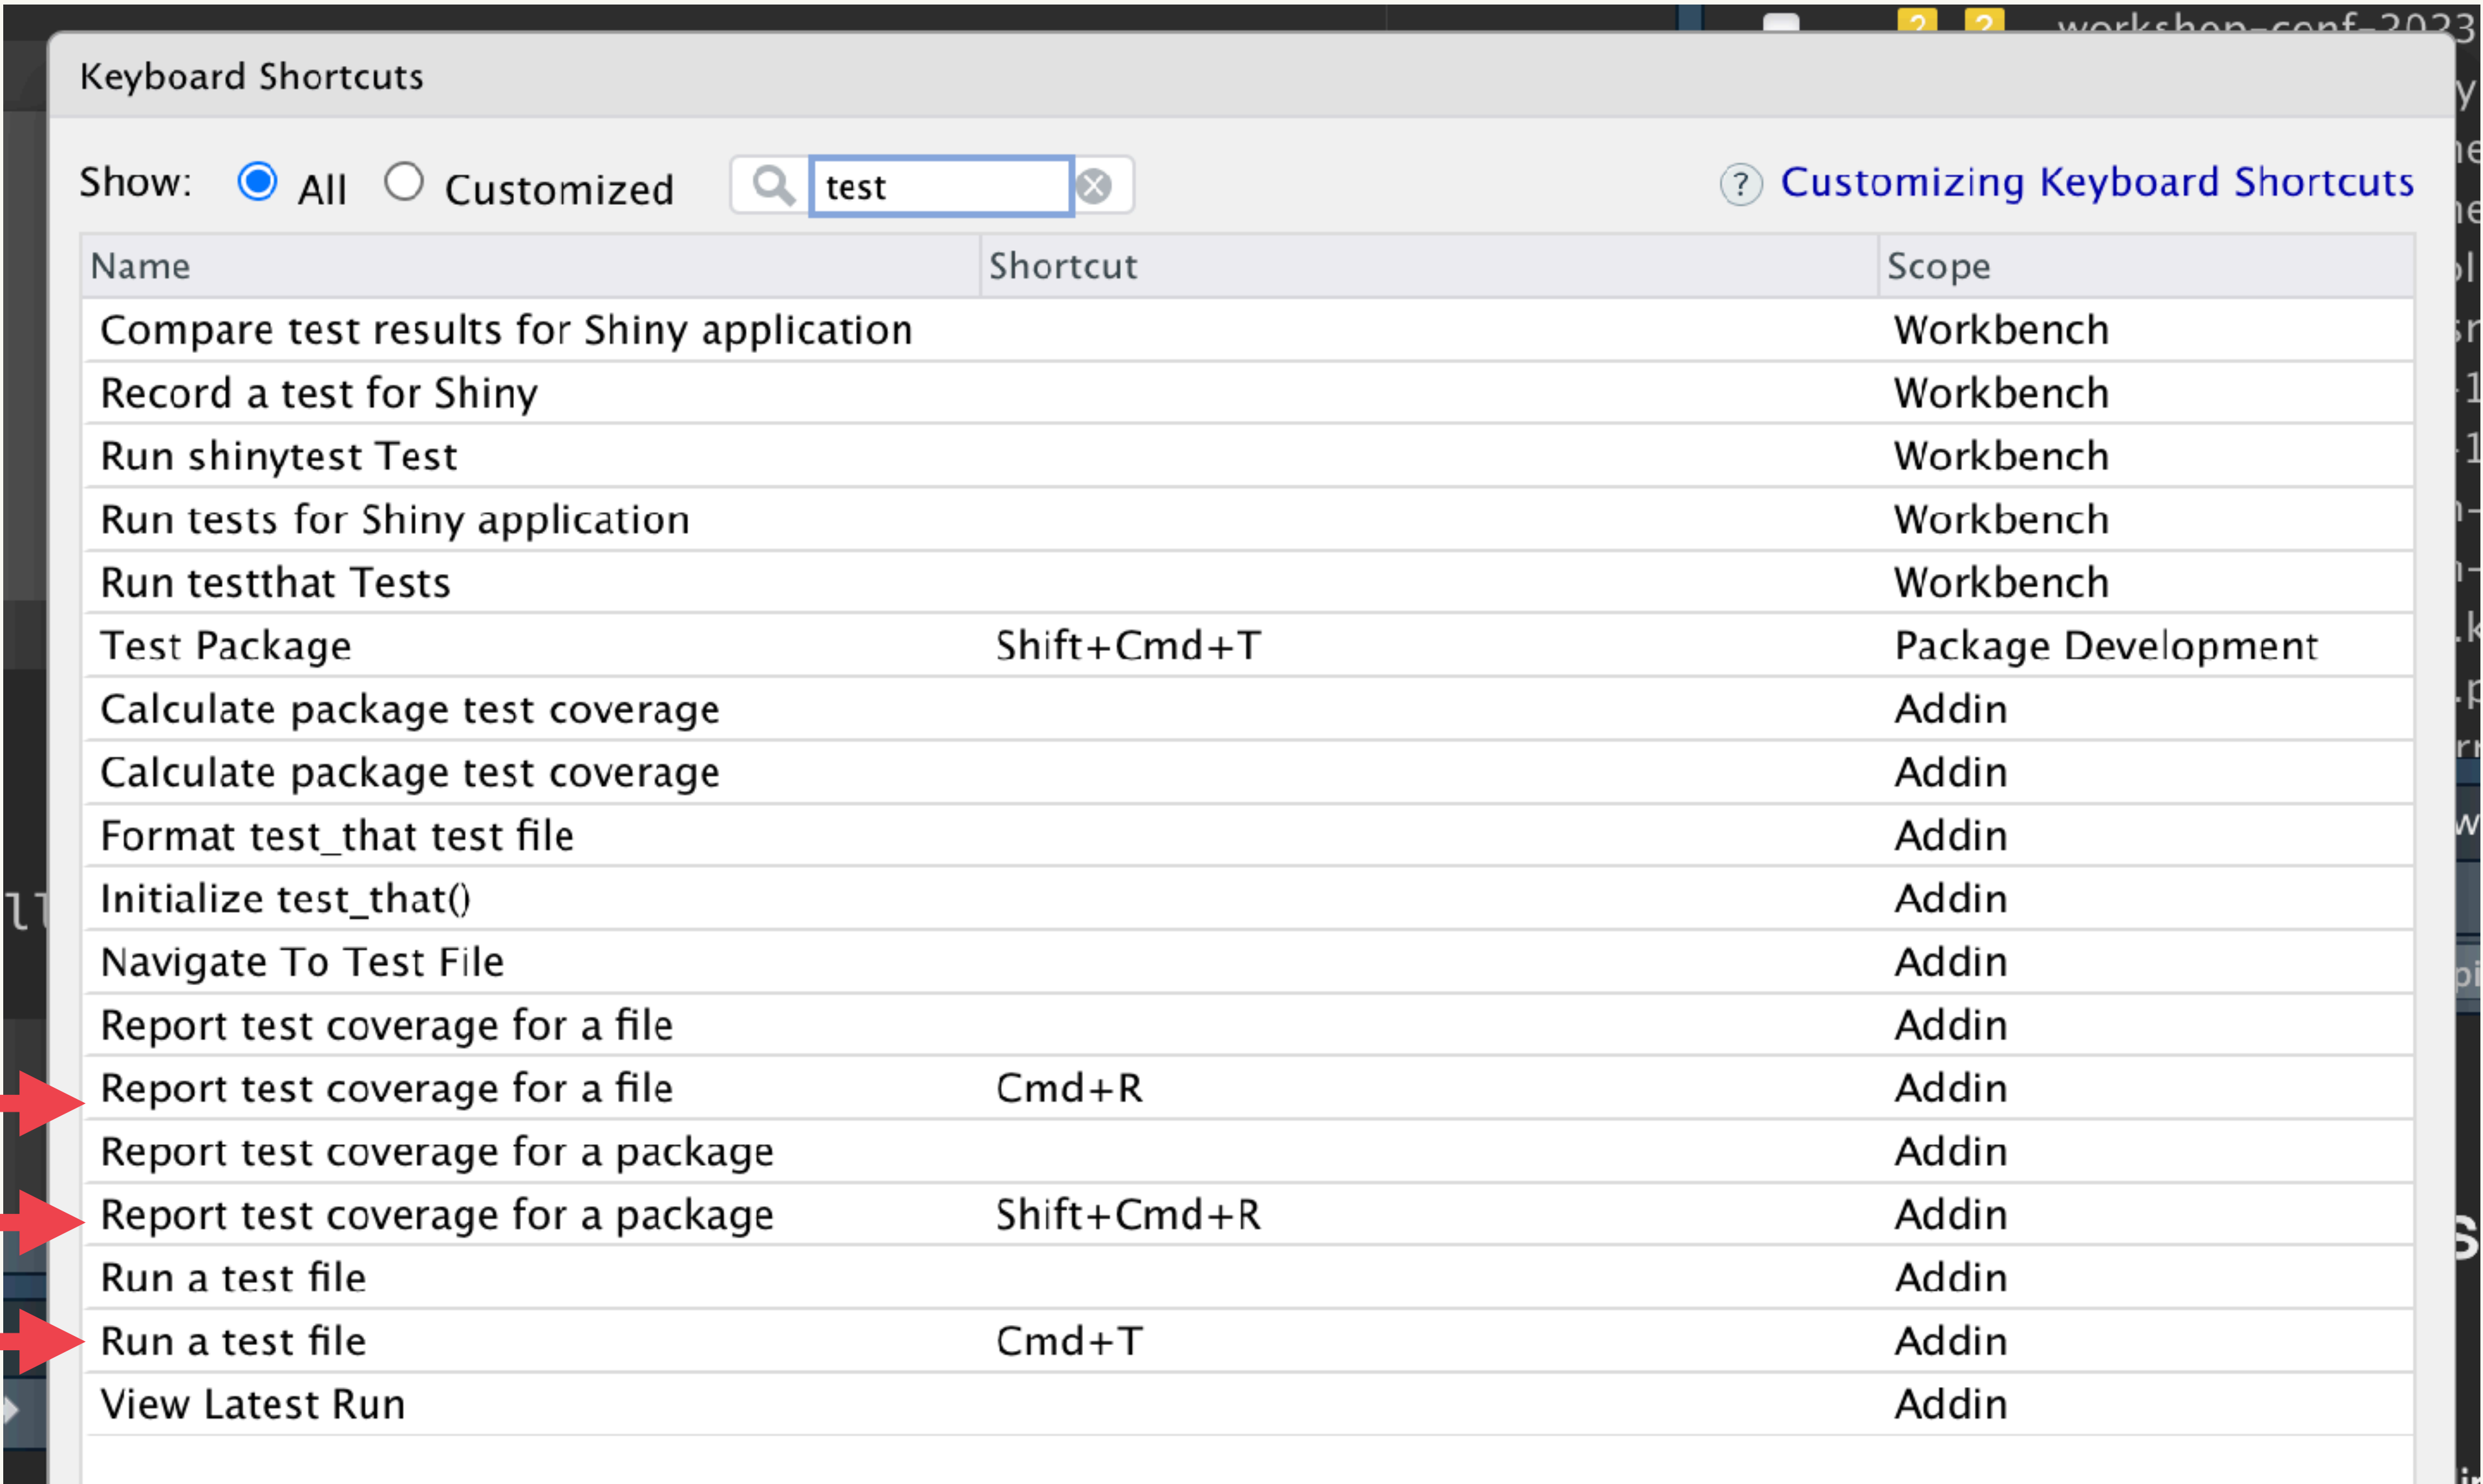 workshop-conf-2023
Keyboard Shortcuts
Show: All Customized test ? Customizing Keyboard Shortcuts
Name Shortcut Scope
Compare test results for Shiny application Workbench
Record a test for Shiny Workbench
Run shinytest Test Workbench
Run tests for Shiny application Workbench
Run testthat Tests Workbench
Test Package Shift+Cmd+T Package Development
Calculate package test coverage Addin
Calculate package test coverage Addin
Format test_that test file Addin
Initialize test_that() Addin
Navigate To Test File Addin
Report test coverage for a file Addin
Report test coverage for a file Cmd+R Addin
Report test coverage for a package Addin
Report test coverage for a package Shift+Cmd+R Addin
Run a test file Addin
Run a test file Cmd+T Addin
View Latest Run Addin